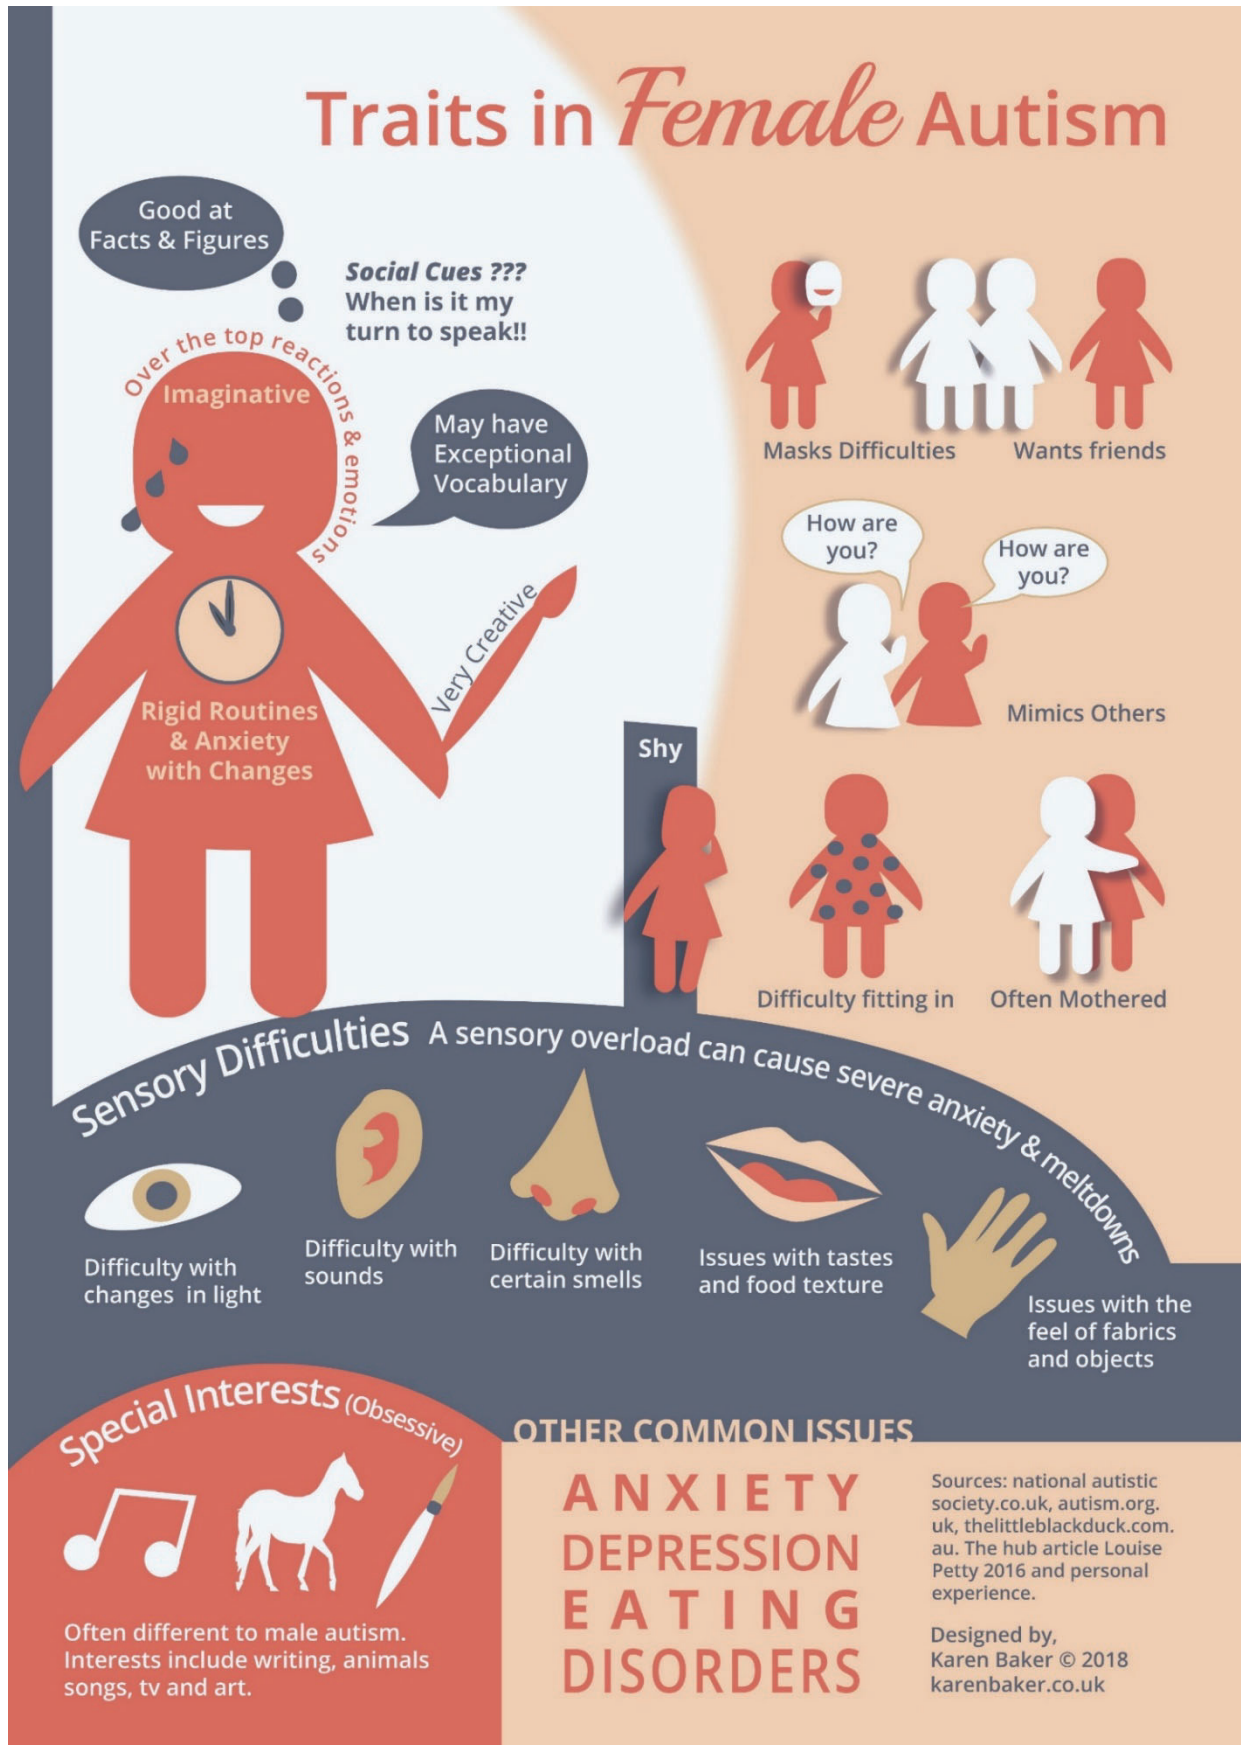 Traits in Female Autism
Good at
Facts & Figures
Social Cues ???
When is it my
turn to speak!!
Over the top reactions & emotions
Imaginative
May have
Exceptional
Vocabulary
Very Creative
Rigid Routines
& Anxiety
with Changes
Masks Difficulties
Wants friends
How are
you?
How are
you?
Mimics Others
Shy
Difficulty fitting in
Often Mothered
Sensory Difficulties A sensory overload can cause severe anxiety & meltdowns
Difficulty with
changes in light
Difficulty with
sounds
Difficulty with
certain smells
Issues with tastes
and food texture
Issues with the
feel of fabrics
and objects
Special Interests (Obsessive)
Often different to male autism.
Interests include writing, animals
songs, tv and art.
OTHER COMMON ISSUES
ANXIETY
DEPRESSION
EATING
DISORDERS
Sources: national autistic
society.co.uk, autism.org.
uk, thelittleblackduck.com.
au. The hub article Louise
Petty 2016 and personal
experience.
Designed by,
Karen Baker © 2018
karenbaker.co.uk